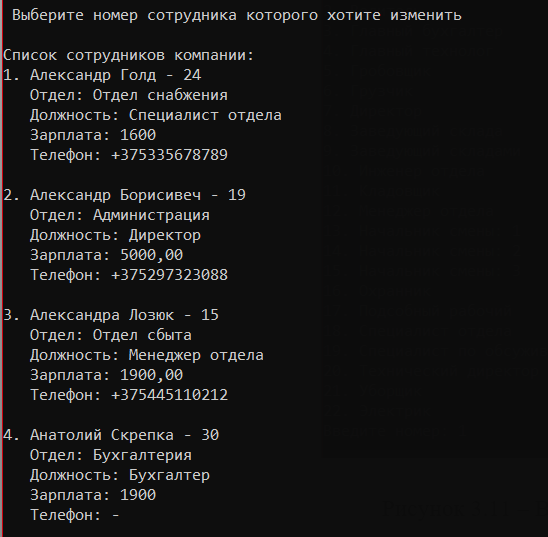 Выберите номер сотрудника которого хотите изменить
Список сотрудников компании:
1. Александр Голд - 24
Отдел: Отдел снабжения
Должность: Специалист отдела
Зарплата: 1600
Телефон: +375335678789
2. Александр Борисивеч - 19
Отдел: Администрация
Должность: Директор
Зарплата: 5000,00
Телефон: +375297323088
3. Александра Лозюк - 15
Отдел: Отдел сбыта
Должность: Менеджер отдела
Зарплата: 1900,00
Телефон: +375445110212
4. Анатолий Скрепка - 30
Отдел: Бухгалтерия
Должность: Бухгалтер
Зарплата: 1900
Телефон: -